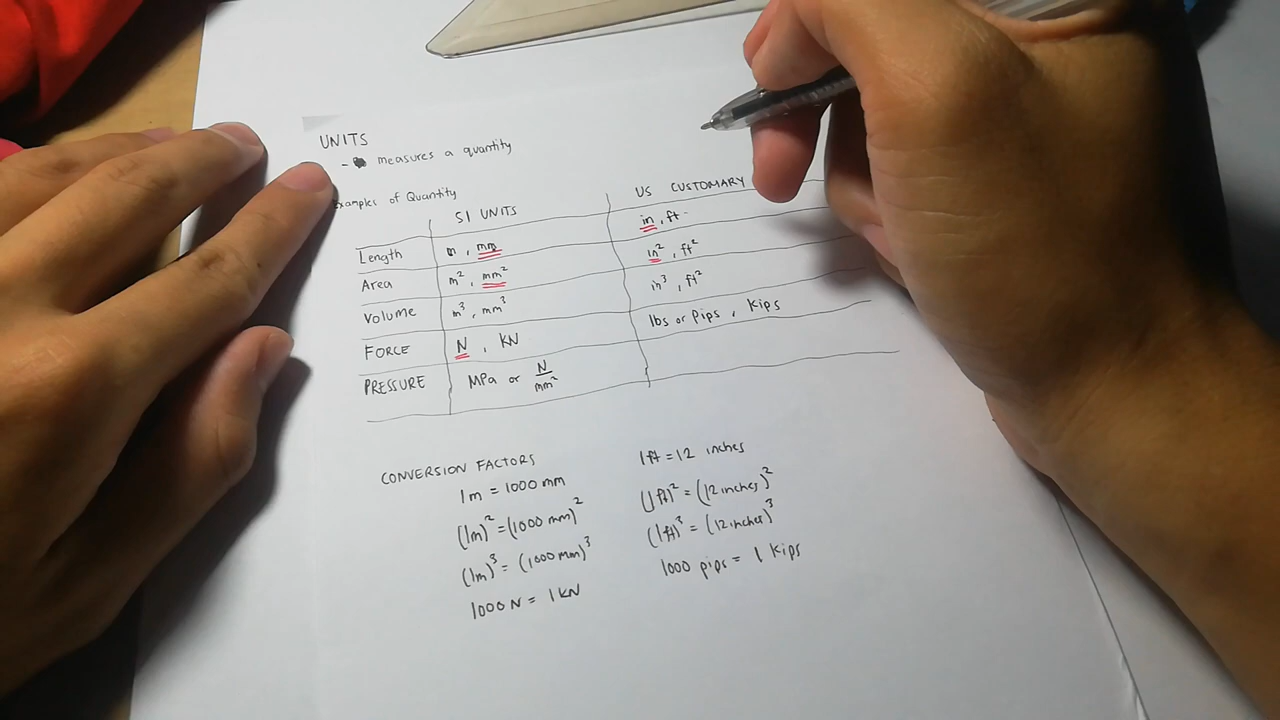 UNITS
- measures a quantity
Examples of Quantity
SI UNITS US CUSTOMARY
Length m, mm in, ft
Area m², mm² in², ft²
Volume m³, mm³ in³, ft²
FORCE N, KN lbs or Pips, Kips
PRESSURE MPa or N/mm²
CONVERSION FACTORS
1m = 1000 mm
(1m)² = (1000 mm)²
(1m)³ = (1000 mm)³
1000 N = 1 KN
1ft = 12 inches
(1ft)² = (12 inches)²
(1ft)³ = (12 inches)³
1000 pips = 1 Kips